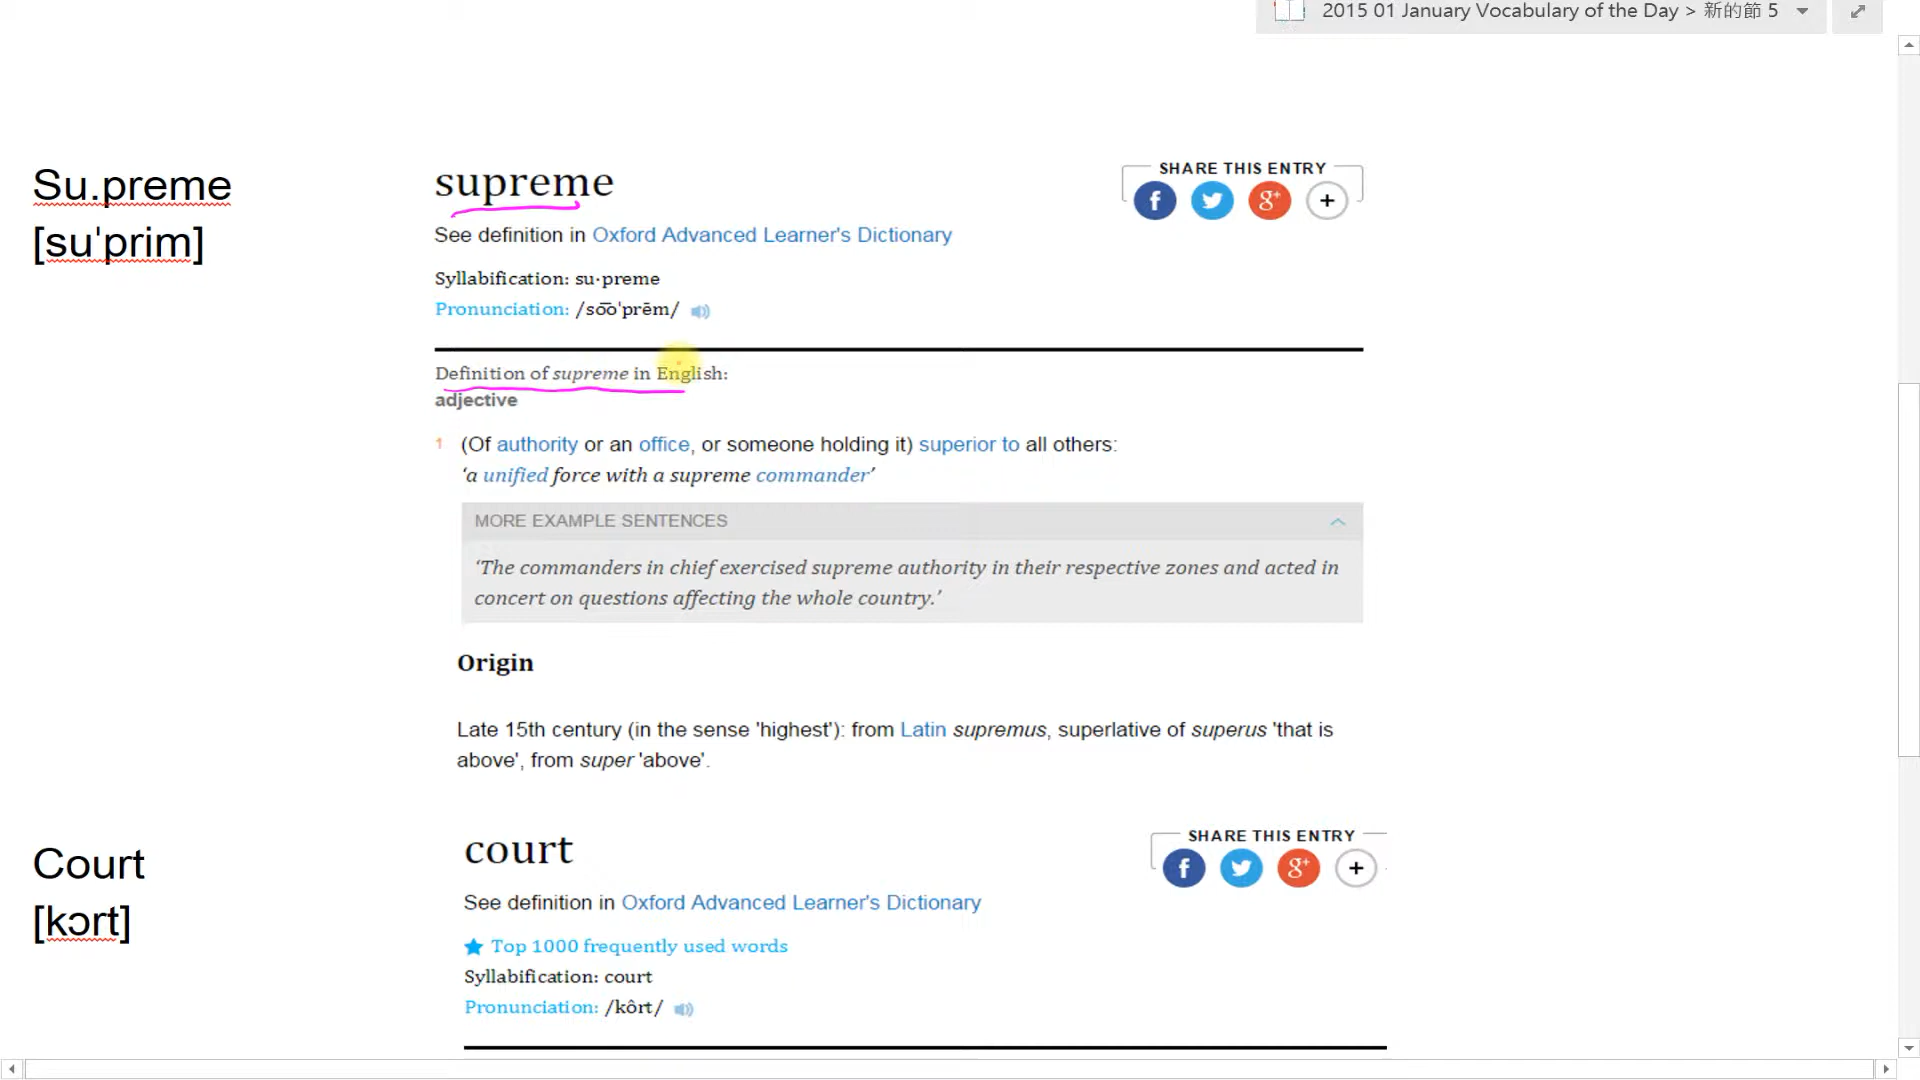 2015 01 January Vocabulary of the Day > 新的節 5
Su.preme
[suˈprim]
supreme
SHARE THIS ENTRY
f
g+
+
See definition in Oxford Advanced Learner's Dictionary
Syllabification: su·preme
Pronunciation: /so͞oˈprēm/
Definition of supreme in English:
adjective
1 (Of authority or an office, or someone holding it) superior to all others:
‘a unified force with a supreme commander’
MORE EXAMPLE SENTENCES
‘The commanders in chief exercised supreme authority in their respective zones and acted in
concert on questions affecting the whole country.’
Origin
Late 15th century (in the sense 'highest'): from Latin supremus, superlative of superus 'that is
above', from super 'above'.
Court
[kɔrt]
court
SHARE THIS ENTRY
f
g+
+
See definition in Oxford Advanced Learner's Dictionary
Top 1000 frequently used words
Syllabification: court
Pronunciation: /kôrt/